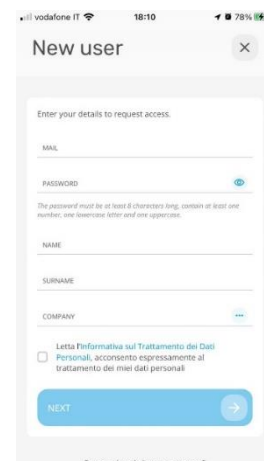 vodafone IT 18:10 78%
New user
Enter your details to request access.
MAIL
PASSWORD
The password must be at least 8 characters long, contain at least one
number, one lowercase letter and one uppercase.
NAME
SURNAME
COMPANY
Letta l'Informativa sul Trattamento dei Dati
Personali, acconsento espressamente al
trattamento dei miei dati personali
NEXT